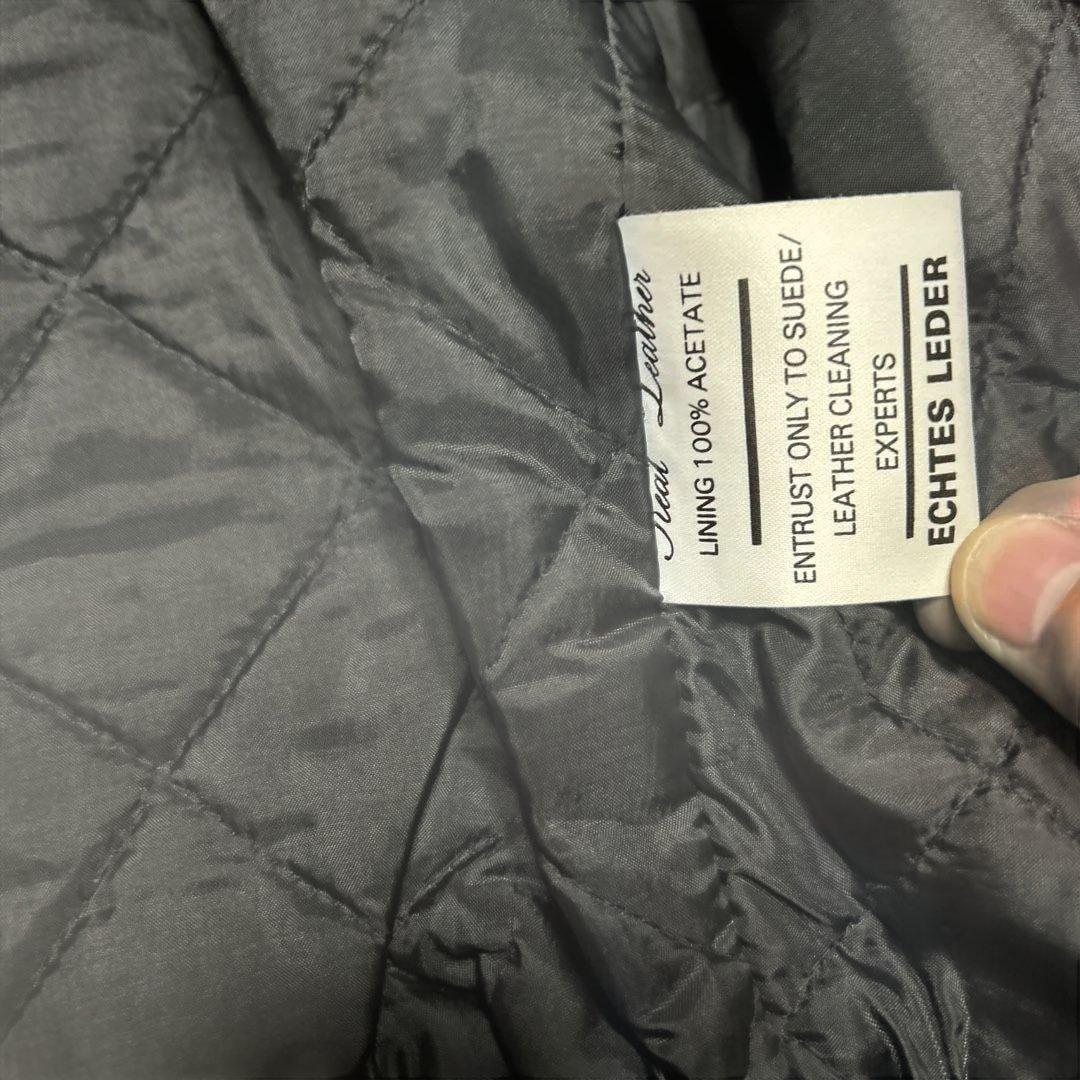 Real Leather
LINING 100% ACETATE
ENTRUST ONLY TO SUEDE/
LEATHER CLEANING
EXPERTS
ECHTES LEDER